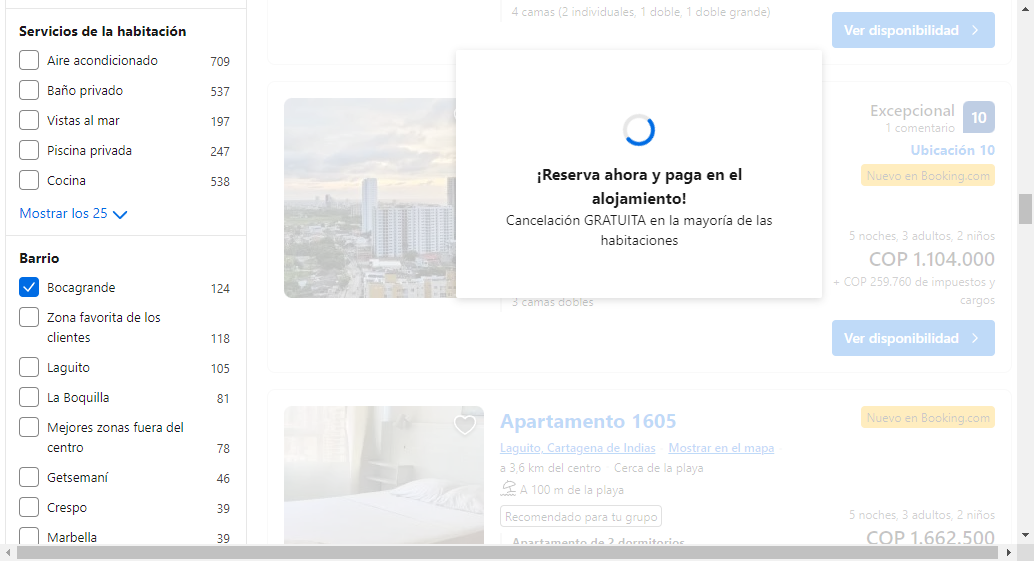 Servicios de la habitación
Aire acondicionado 709
Baño privado 537
Vistas al mar 197
Piscina privada 247
Cocina 538
Mostrar los 25
Barrio
Bocagrande 124
Zona favorita de los
clientes 118
Laguito 105
La Boquilla 81
Mejores zonas fuera del
centro 78
Getsemaní 46
Crespo 39
Marbella 39
4 camas (2 individuales, 1 doble, 1 doble grande)
Ver disponibilidad
¡Reserva ahora y paga en el
alojamiento!
Cancelación GRATUITA en la mayoría de las
habitaciones
Excepcional 10
1 comentario
Ubicación 10
Nuevo en Booking.com
5 noches, 3 adultos, 2 niños
COP 1.104.000
+ COP 259.760 de impuestos y
cargos
3 camas dobles
Ver disponibilidad
Apartamento 1605
Nuevo en Booking.com
Laguito, Cartagena de Indias · Mostrar en el mapa
a 3,6 km del centro · Cerca de la playa
A 100 m de la playa
Recomendado para tu grupo
Apartamento de 2 dormitorios
5 noches, 3 adultos, 2 niños
COP 1.662.500